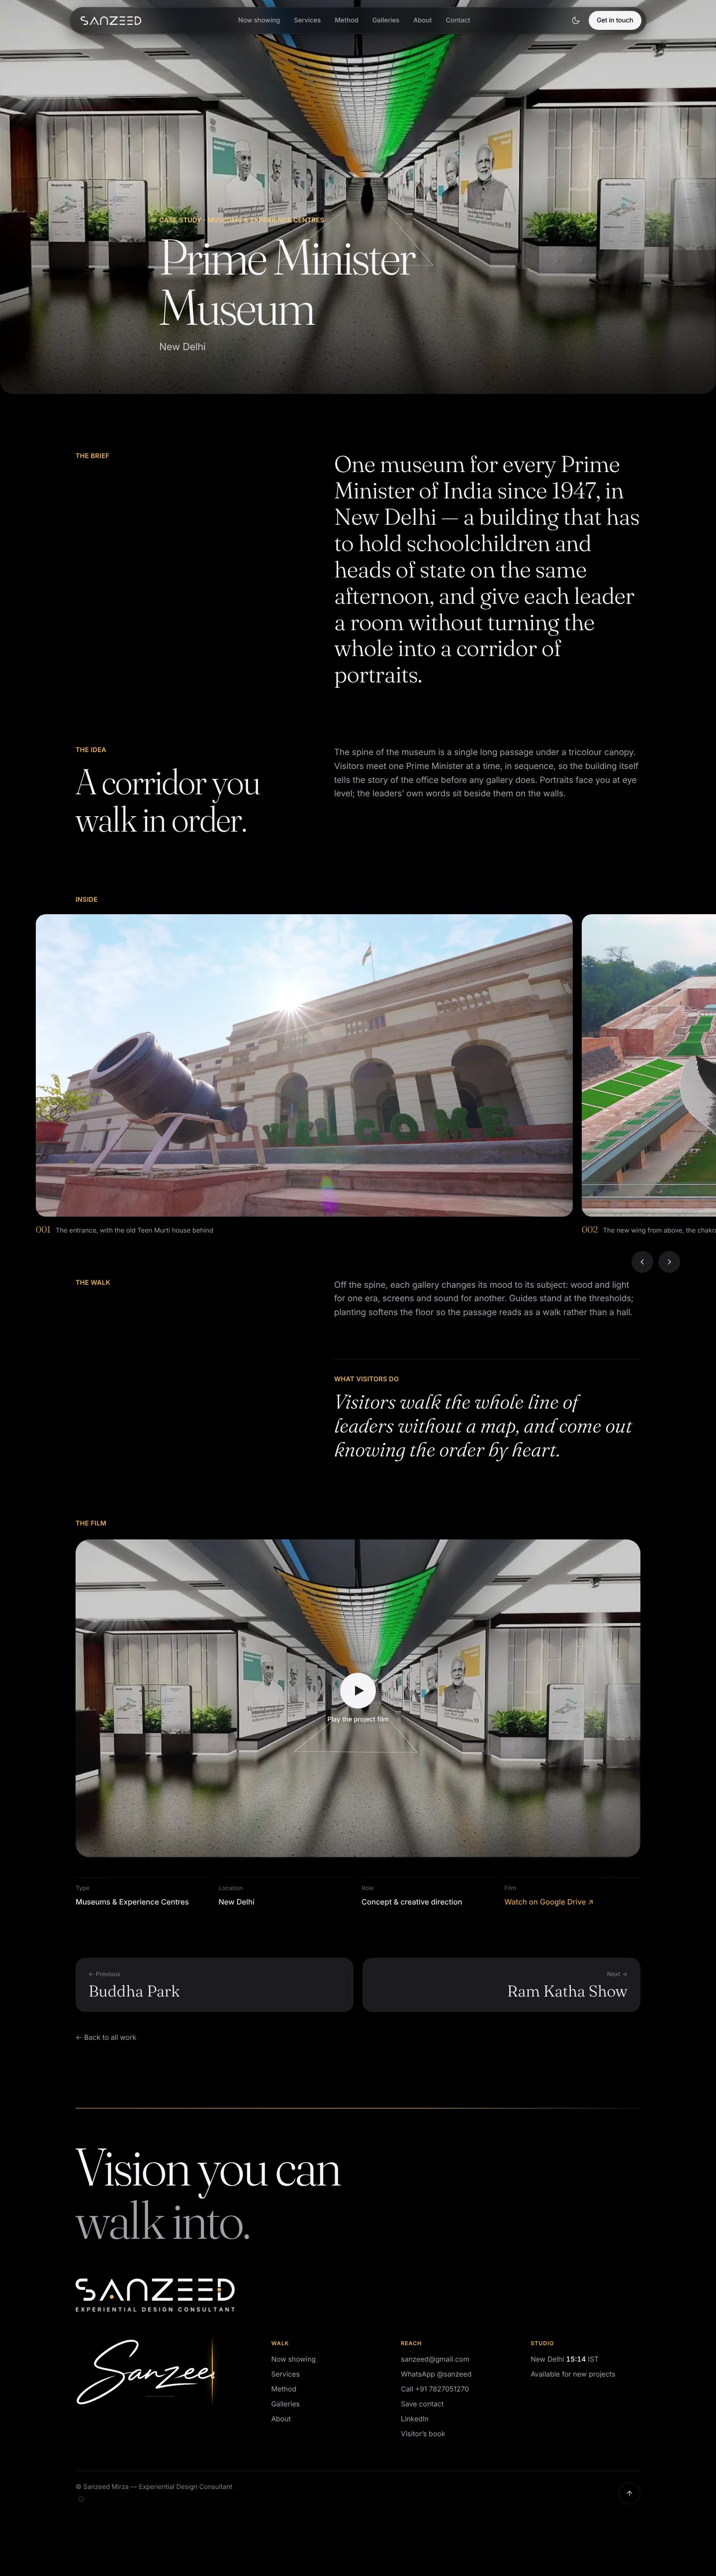 SANZEED
Now showing
Services
Method
Galleries
About
Contact
Get in touch
CASE STUDY · MUSEUMS & EXPERIENCE CENTRES
Prime Minister
Museum
New Delhi
THE BRIEF
One museum for every Prime
Minister of India since 1947, in
New Delhi — a building that has
to hold schoolchildren and
heads of state on the same
afternoon, and give each leader
a room without turning the
whole into a corridor of
portraits.
THE IDEA
A corridor you
walk in order.
The spine of the museum is a single long passage under a tricolour canopy.
Visitors meet one Prime Minister at a time, in sequence, so the building itself
tells the story of the office before any gallery does. Portraits face you at eye
level; the leaders’ own words sit beside them on the walls.
INSIDE
WELCOME
001 The entrance, with the old Teen Murti house behind
002 The new wing from above, the chakr
THE WALK
Off the spine, each gallery changes its mood to its subject: wood and light
for one era, screens and sound for another. Guides stand at the thresholds;
planting softens the floor so the passage reads as a walk rather than a hall.
WHAT VISITORS DO
Visitors walk the whole line of
leaders without a map, and come out
knowing the order by heart.
THE FILM
Play the project film
Type
Museums & Experience Centres
Location
New Delhi
Role
Concept & creative direction
Film
Watch on Google Drive ↗
← Previous
Buddha Park
Next →
Ram Katha Show
← Back to all work
Vision you can
walk into.
SANZEED
EXPERIENTIAL DESIGN CONSULTANT
Sanzeed
WALK
Now showing
Services
Method
Galleries
About
REACH
sanzeed@gmail.com
WhatsApp @sanzeed
Call +91 7827051270
Save contact
LinkedIn
Visitor’s book
STUDIO
New Delhi 15:14 IST
Available for new projects
© Sanzeed Mirza — Experiential Design Consultant